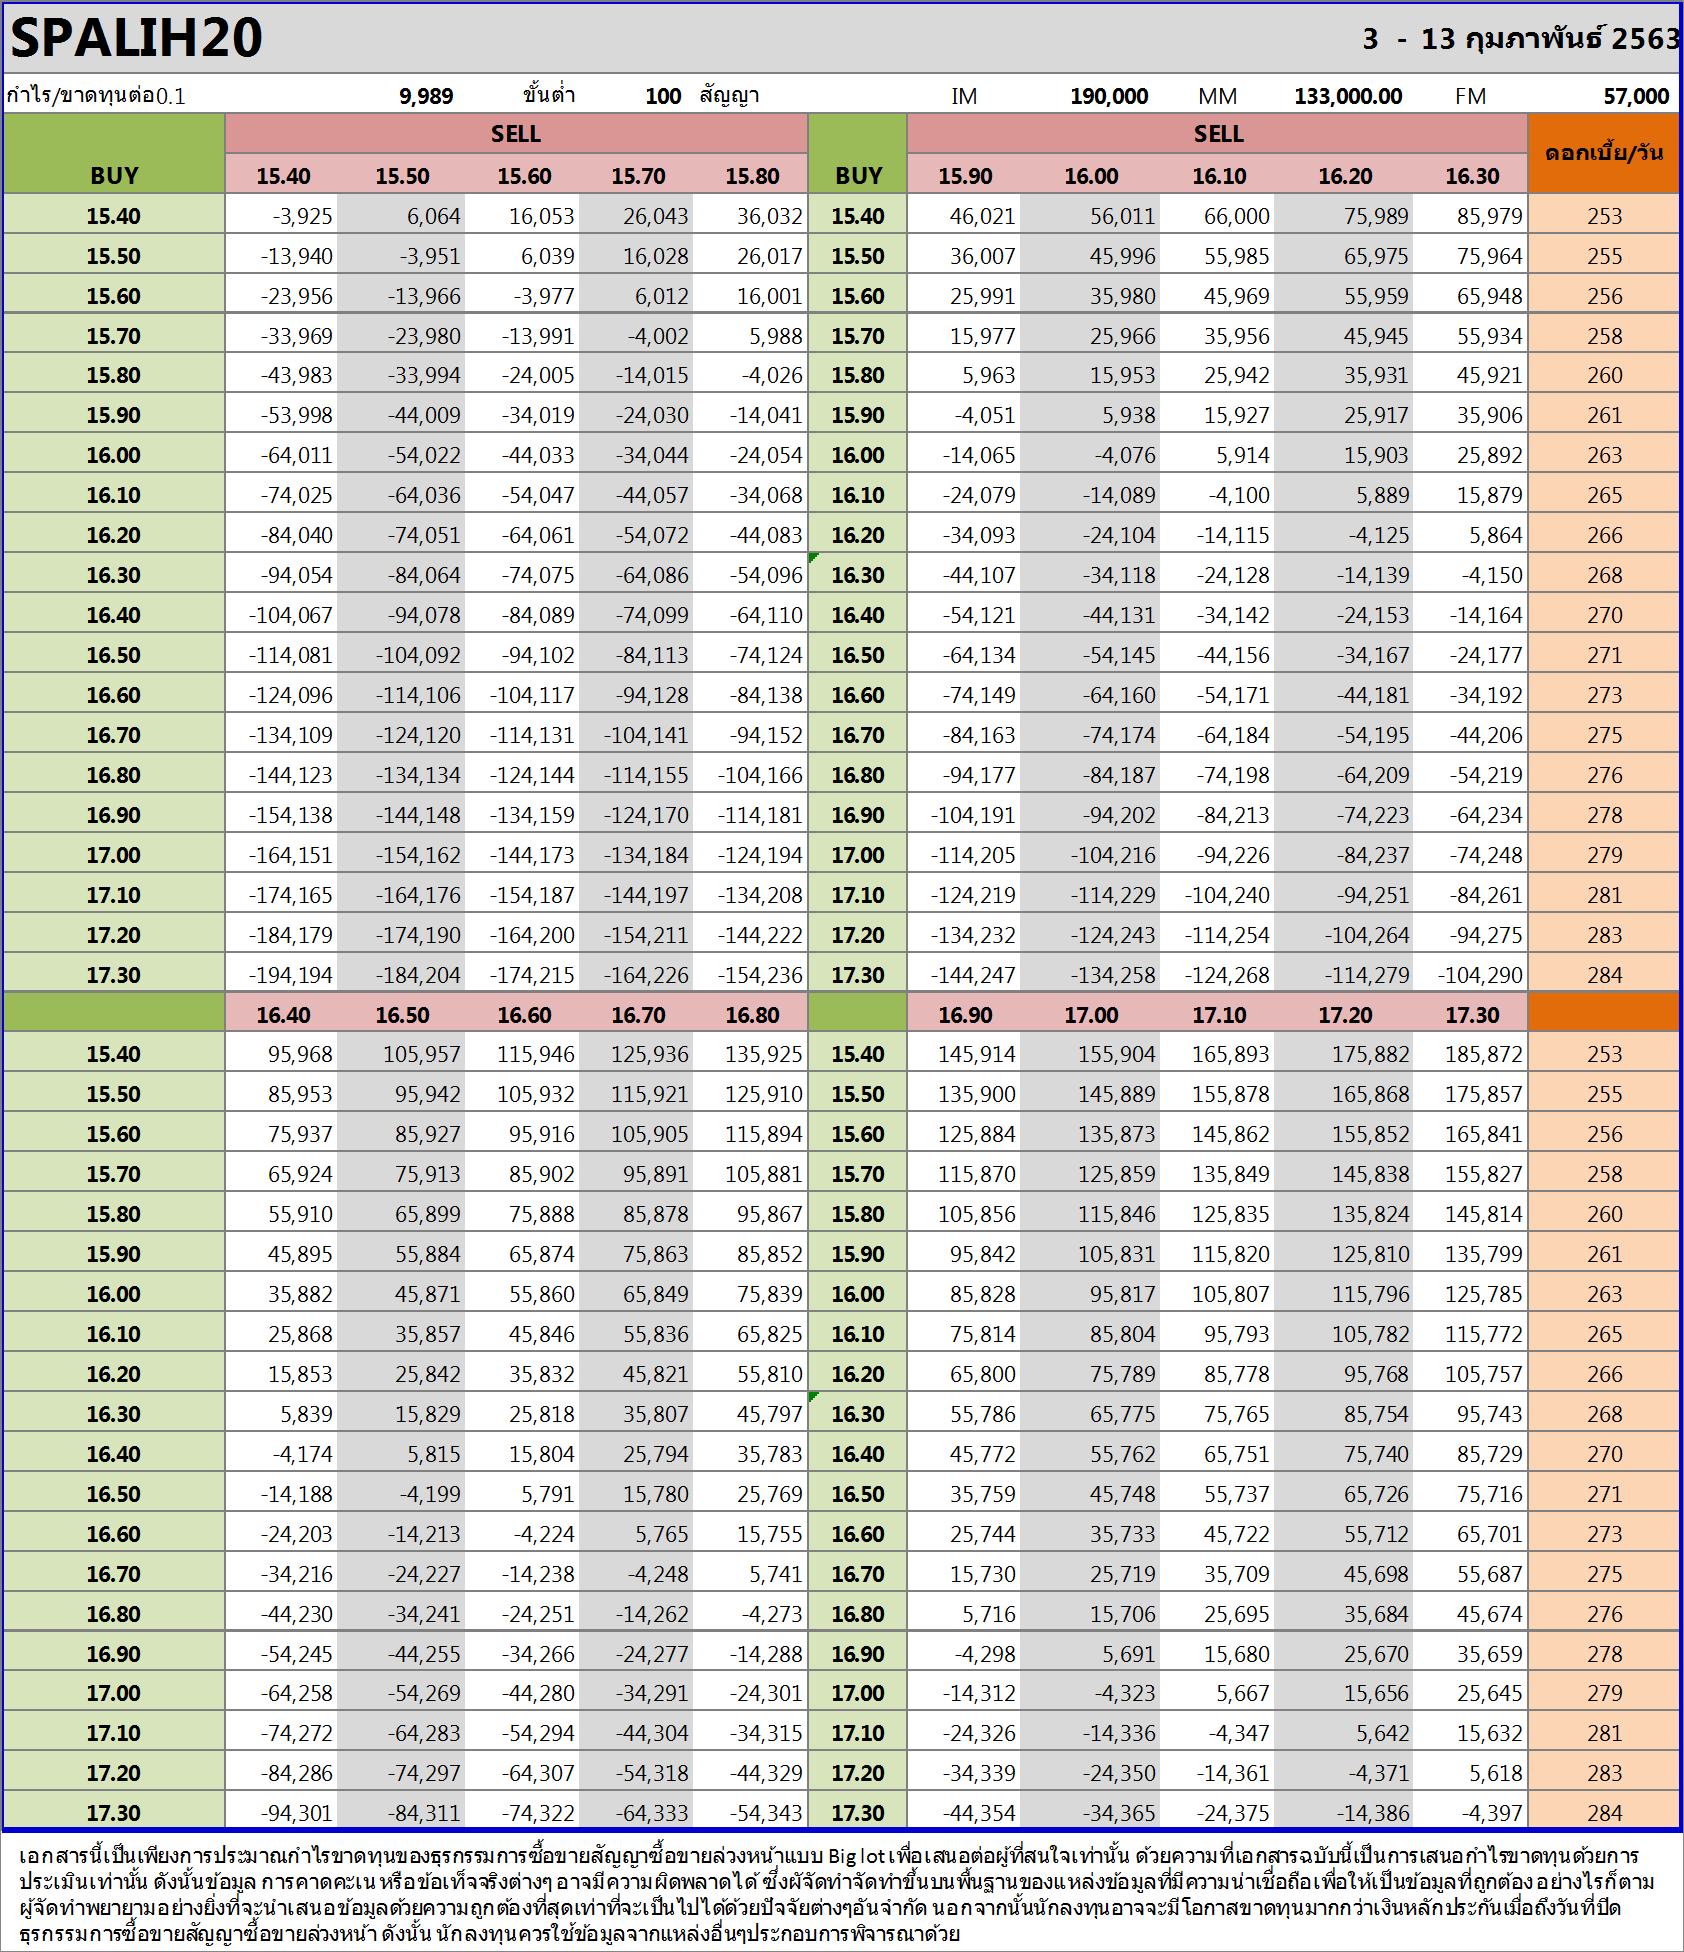 SPALIH20 3 - 13 กุมภาพันธ์ 2563
กำไร/ขาดทุนต่อ0.1 9,989 ขั้นต่ำ 100 สัญญา IM 190,000 MM 133,000.00 FM 57,000
SELL SELL
BUY 15.40 15.50 15.60 15.70 15.80 BUY 15.90 16.00 16.10 16.20 16.30 ดอกเบี้ย/วัน
15.40 -3,925 6,064 16,053 26,043 36,032 15.40 46,021 56,011 66,000 75,989 85,979 253
15.50 -13,940 -3,951 6,039 16,028 26,017 15.50 36,007 45,996 55,985 65,975 75,964 255
15.60 -23,956 -13,966 -3,977 6,012 16,001 15.60 25,991 35,980 45,969 55,959 65,948 256
15.70 -33,969 -23,980 -13,991 -4,002 5,988 15.70 15,977 25,966 35,956 45,945 55,934 258
15.80 -43,983 -33,994 -24,005 -14,015 -4,026 15.80 5,963 15,953 25,942 35,931 45,921 260
15.90 -53,998 -44,009 -34,019 -24,030 -14,041 15.90 -4,051 5,938 15,927 25,917 35,906 261
16.00 -64,011 -54,022 -44,033 -34,044 -24,054 16.00 -14,065 -4,076 5,914 15,903 25,892 263
16.10 -74,025 -64,036 -54,047 -44,057 -34,068 16.10 -24,079 -14,089 -4,100 5,889 15,879 265
16.20 -84,040 -74,051 -64,061 -54,072 -44,083 16.20 -34,093 -24,104 -14,115 -4,125 5,864 266
16.30 -94,054 -84,064 -74,075 -64,086 -54,096 16.30 -44,107 -34,118 -24,128 -14,139 -4,150 268
16.40 -104,067 -94,078 -84,089 -74,099 -64,110 16.40 -54,121 -44,131 -34,142 -24,153 -14,164 270
16.50 -114,081 -104,092 -94,102 -84,113 -74,124 16.50 -64,134 -54,145 -44,156 -34,167 -24,177 271
16.60 -124,096 -114,106 -104,117 -94,128 -84,138 16.60 -74,149 -64,160 -54,171 -44,181 -34,192 273
16.70 -134,109 -124,120 -114,131 -104,141 -94,152 16.70 -84,163 -74,174 -64,184 -54,195 -44,206 275
16.80 -144,123 -134,134 -124,144 -114,155 -104,166 16.80 -94,177 -84,187 -74,198 -64,209 -54,219 276
16.90 -154,138 -144,148 -134,159 -124,170 -114,181 16.90 -104,191 -94,202 -84,213 -74,223 -64,234 278
17.00 -164,151 -154,162 -144,173 -134,184 -124,194 17.00 -114,205 -104,216 -94,226 -84,237 -74,248 279
17.10 -174,165 -164,176 -154,187 -144,197 -134,208 17.10 -124,219 -114,229 -104,240 -94,251 -84,261 281
17.20 -184,179 -174,190 -164,200 -154,211 -144,222 17.20 -134,232 -124,243 -114,254 -104,264 -94,275 283
17.30 -194,194 -184,204 -174,215 -164,226 -154,236 17.30 -144,247 -134,258 -124,268 -114,279 -104,290 284
16.40 16.50 16.60 16.70 16.80 16.90 17.00 17.10 17.20 17.30
15.40 95,968 105,957 115,946 125,936 135,925 15.40 145,914 155,904 165,893 175,882 185,872 253
15.50 85,953 95,942 105,932 115,921 125,910 15.50 135,900 145,889 155,878 165,868 175,857 255
15.60 75,937 85,927 95,916 105,905 115,894 15.60 125,884 135,873 145,862 155,852 165,841 256
15.70 65,924 75,913 85,902 95,891 105,881 15.70 115,870 125,859 135,849 145,838 155,827 258
15.80 55,910 65,899 75,888 85,878 95,867 15.80 105,856 115,846 125,835 135,824 145,814 260
15.90 45,895 55,884 65,874 75,863 85,852 15.90 95,842 105,831 115,820 125,810 135,799 261
16.00 35,882 45,871 55,860 65,849 75,839 16.00 85,828 95,817 105,807 115,796 125,785 263
16.10 25,868 35,857 45,846 55,836 65,825 16.10 75,814 85,804 95,793 105,782 115,772 265
16.20 15,853 25,842 35,832 45,821 55,810 16.20 65,800 75,789 85,778 95,768 105,757 266
16.30 5,839 15,829 25,818 35,807 45,797 16.30 55,786 65,775 75,765 85,754 95,743 268
16.40 -4,174 5,815 15,804 25,794 35,783 16.40 45,772 55,762 65,751 75,740 85,729 270
16.50 -14,188 -4,199 5,791 15,780 25,769 16.50 35,759 45,748 55,737 65,726 75,716 271
16.60 -24,203 -14,213 -4,224 5,765 15,755 16.60 25,744 35,733 45,722 55,712 65,701 273
16.70 -34,216 -24,227 -14,238 -4,248 5,741 16.70 15,730 25,719 35,709 45,698 55,687 275
16.80 -44,230 -34,241 -24,251 -14,262 -4,273 16.80 5,716 15,706 25,695 35,684 45,674 276
16.90 -54,245 -44,255 -34,266 -24,277 -14,288 16.90 -4,298 5,691 15,680 25,670 35,659 278
17.00 -64,258 -54,269 -44,280 -34,291 -24,301 17.00 -14,312 -4,323 5,667 15,656 25,645 279
17.10 -74,272 -64,283 -54,294 -44,304 -34,315 17.10 -24,326 -14,336 -4,347 5,642 15,632 281
17.20 -84,286 -74,297 -64,307 -54,318 -44,329 17.20 -34,339 -24,350 -14,361 -4,371 5,618 283
17.30 -94,301 -84,311 -74,322 -64,333 -54,343 17.30 -44,354 -34,365 -24,375 -14,386 -4,397 284
เอกสารนี้เป็นเพียงการประมาณกำไรขาดทุนของธุรกรรมการซื้อขายสัญญาซื้อขายล่วงหน้าแบบ Big lot เพื่อเสนอต่อผู้ที่สนใจเท่านั้น ด้วยความที่เอกสารฉบับนี้เป็นการเสนอกำไรขาดทุนด้วยการ
ประเมินเท่านั้น ดังนั้นข้อมูล การคาดคะเน หรือข้อเท็จจริงต่างๆ อาจมีความผิดพลาดได้ ซึ่งผู้จัดทำจัดทำขึ้นบนพื้นฐานของแหล่งข้อมูลที่มีความน่าเชื่อถือเพื่อให้เป็นข้อมูลที่ถูกต้อง อย่างไรก็ตาม
ผู้จัดทำพยายามอย่างยิ่งที่จะนำเสนอข้อมูลด้วยความถูกต้องที่สุดเท่าที่จะเป็นไปได้ด้วยปัจจัยต่างๆอันจำกัด นอกจากนั้นนักลงทุนอาจจะมีโอกาสขาดทุนมากกว่าเงินหลักประกันเมื่อถึงวันที่ปิด
ธุรกรรมการซื้อขายสัญญาซื้อขายล่วงหน้า ดังนั้น นักลงทุนควรใช้ข้อมูลจากแหล่งอื่นๆประกอบการพิจารณาด้วย